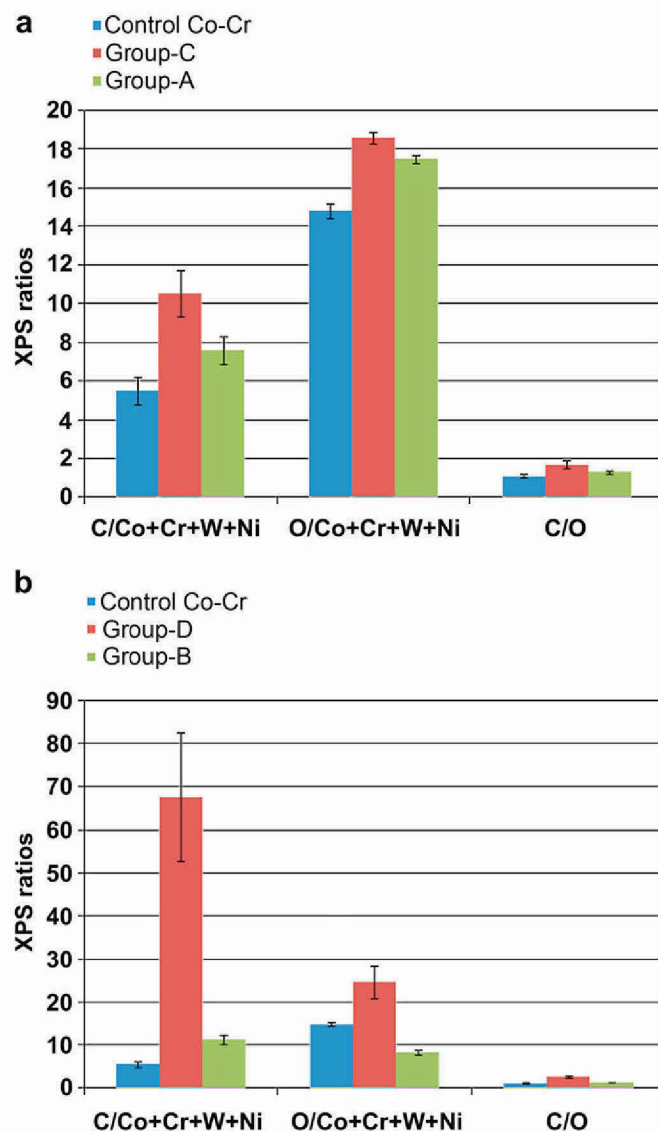 a
Control Co-Cr
Group-C
Group-A
20
18
16
14
12
10
8
6
4
2
0
XPS ratios
C/Co+Cr+W+Ni O/Co+Cr+W+Ni C/O
b
Control Co-Cr
Group-D
Group-B
90
80
70
60
50
40
30
20
10
0
XPS ratios
C/Co+Cr+W+Ni O/Co+Cr+W+Ni C/O